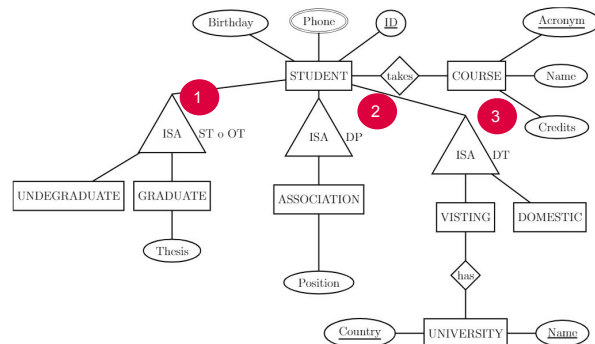 Birthday
Phone
ID
Acronym
STUDENT
takes
COURSE
Name
Credits
1
2
3
ISA
ST o OT
ISA
DP
ISA
DT
UNDEGRADUATE
GRADUATE
ASSOCIATION
VISTING
DOMESTIC
Thesis
Position
has
Country
UNIVERSITY
Name